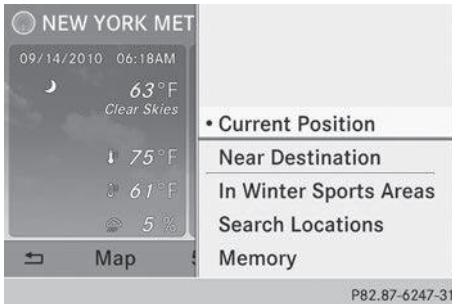 NEW YORK MET
09/14/2010 06:18AM
63°F
Clear Skies
75°F
61°F
5 %
Map
• Current Position
Near Destination
In Winter Sports Areas
Search Locations
Memory
P82.87-6247-31